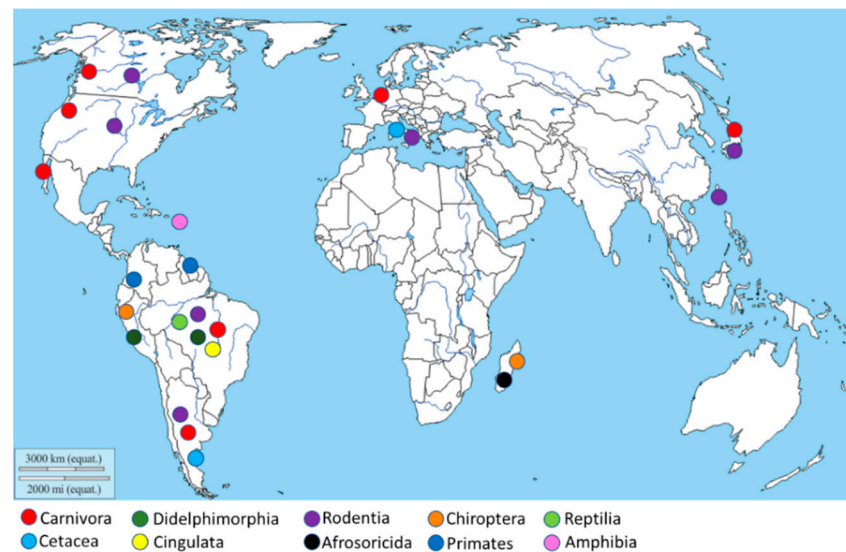 3000 km (equat.)
2000 mi (equat.)
Carnivora Didelphimorphia Rodentia Chiroptera Reptilia
Cetacea Cingulata Afrosoricida Primates Amphibia